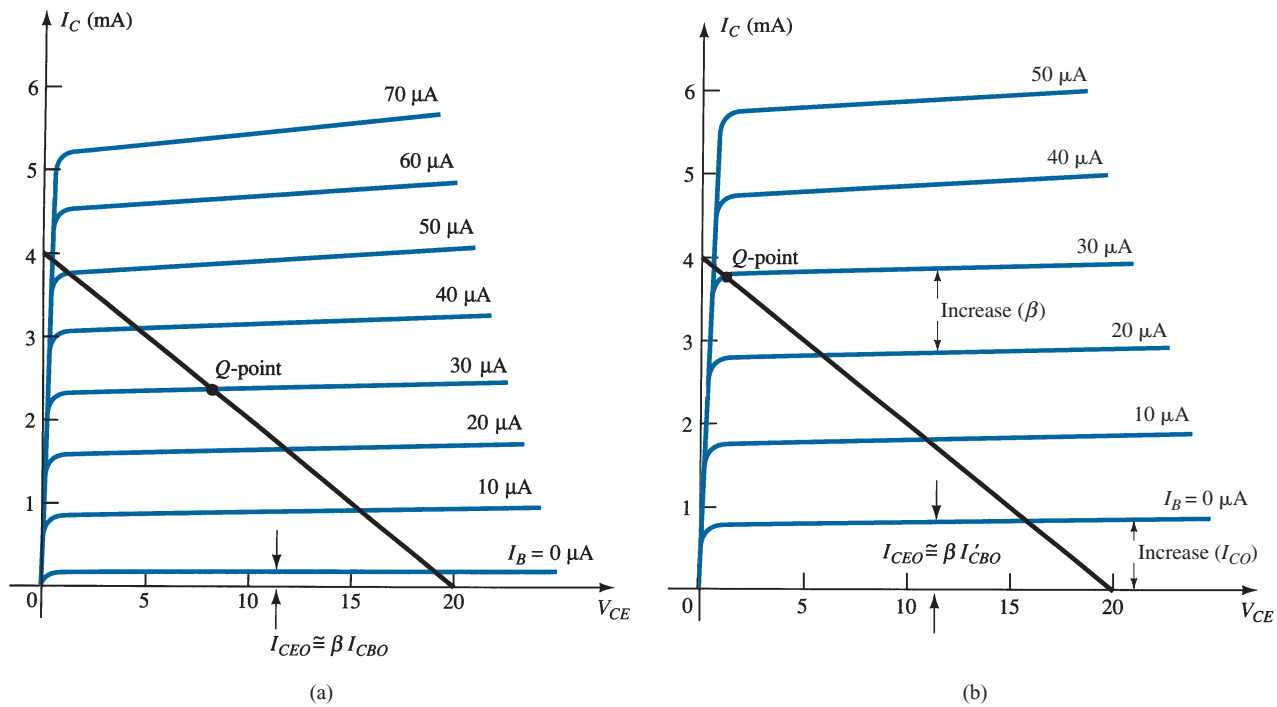 I_C (mA)
6
5
4
3
2
1
0
5
10
15
20
V_CE
70 μA
60 μA
50 μA
40 μA
30 μA
20 μA
10 μA
I_B = 0 μA
Q-point
I_CEO ≅ β I_CBO
(a)
I_C (mA)
6
5
4
3
2
1
0
5
10
15
20
V_CE
50 μA
40 μA
30 μA
20 μA
10 μA
I_B = 0 μA
Q-point
Increase (β)
I_CEO ≅ β I′_CBO
Increase (I_CO)
(b)